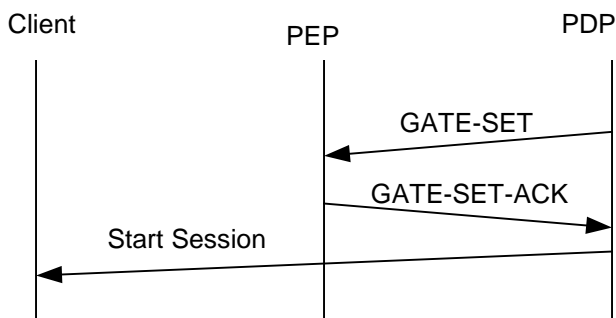 Client
PEP
PDP
GATE-SET
GATE-SET-ACK
Start Session